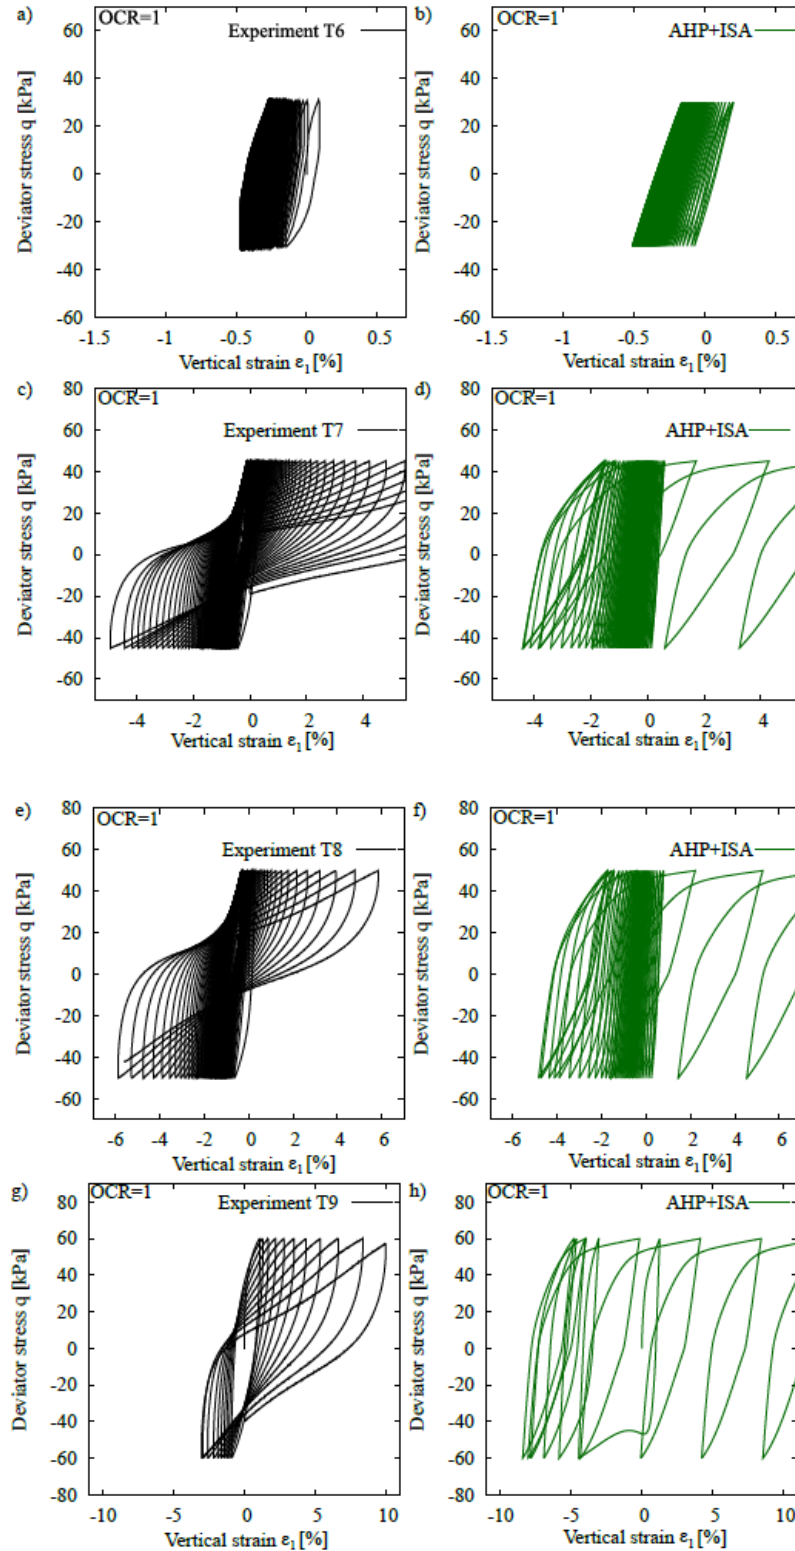 a)
OCR=1
Experiment T6
60
40
20
0
-20
-40
-60
Deviator stress q [kPa]
-1.5 -1 -0.5 0 0.5
Vertical strain ε1 [%]
b)
OCR=1
AHP+ISA
60
40
20
0
-20
-40
-60
Deviator stress q [kPa]
-1.5 -1 -0.5 0 0.5
Vertical strain ε1 [%]
c)
OCR=1
Experiment T7
80
60
40
20
0
-20
-40
-60
Deviator stress q [kPa]
-4 -2 0 2 4
Vertical strain ε1 [%]
d)
OCR=1
AHP+ISA
80
60
40
20
0
-20
-40
-60
Deviator stress q [kPa]
-4 -2 0 2 4
Vertical strain ε1 [%]
e)
OCR=1
Experiment T8
80
60
40
20
0
-20
-40
-60
Deviator stress q [kPa]
-6 -4 -2 0 2 4 6
Vertical strain ε1 [%]
f)
OCR=1
AHP+ISA
80
60
40
20
0
-20
-40
-60
Deviator stress q [kPa]
-6 -4 -2 0 2 4 6
Vertical strain ε1 [%]
g)
OCR=1
Experiment T9
80
60
40
20
0
-20
-40
-60
-80
Deviator stress q [kPa]
-10 -5 0 5 10
Vertical strain ε1 [%]
h)
OCR=1
AHP+ISA
80
60
40
20
0
-20
-40
-60
-80
Deviator stress q [kPa]
-10 -5 0 5 10
Vertical strain ε1 [%]